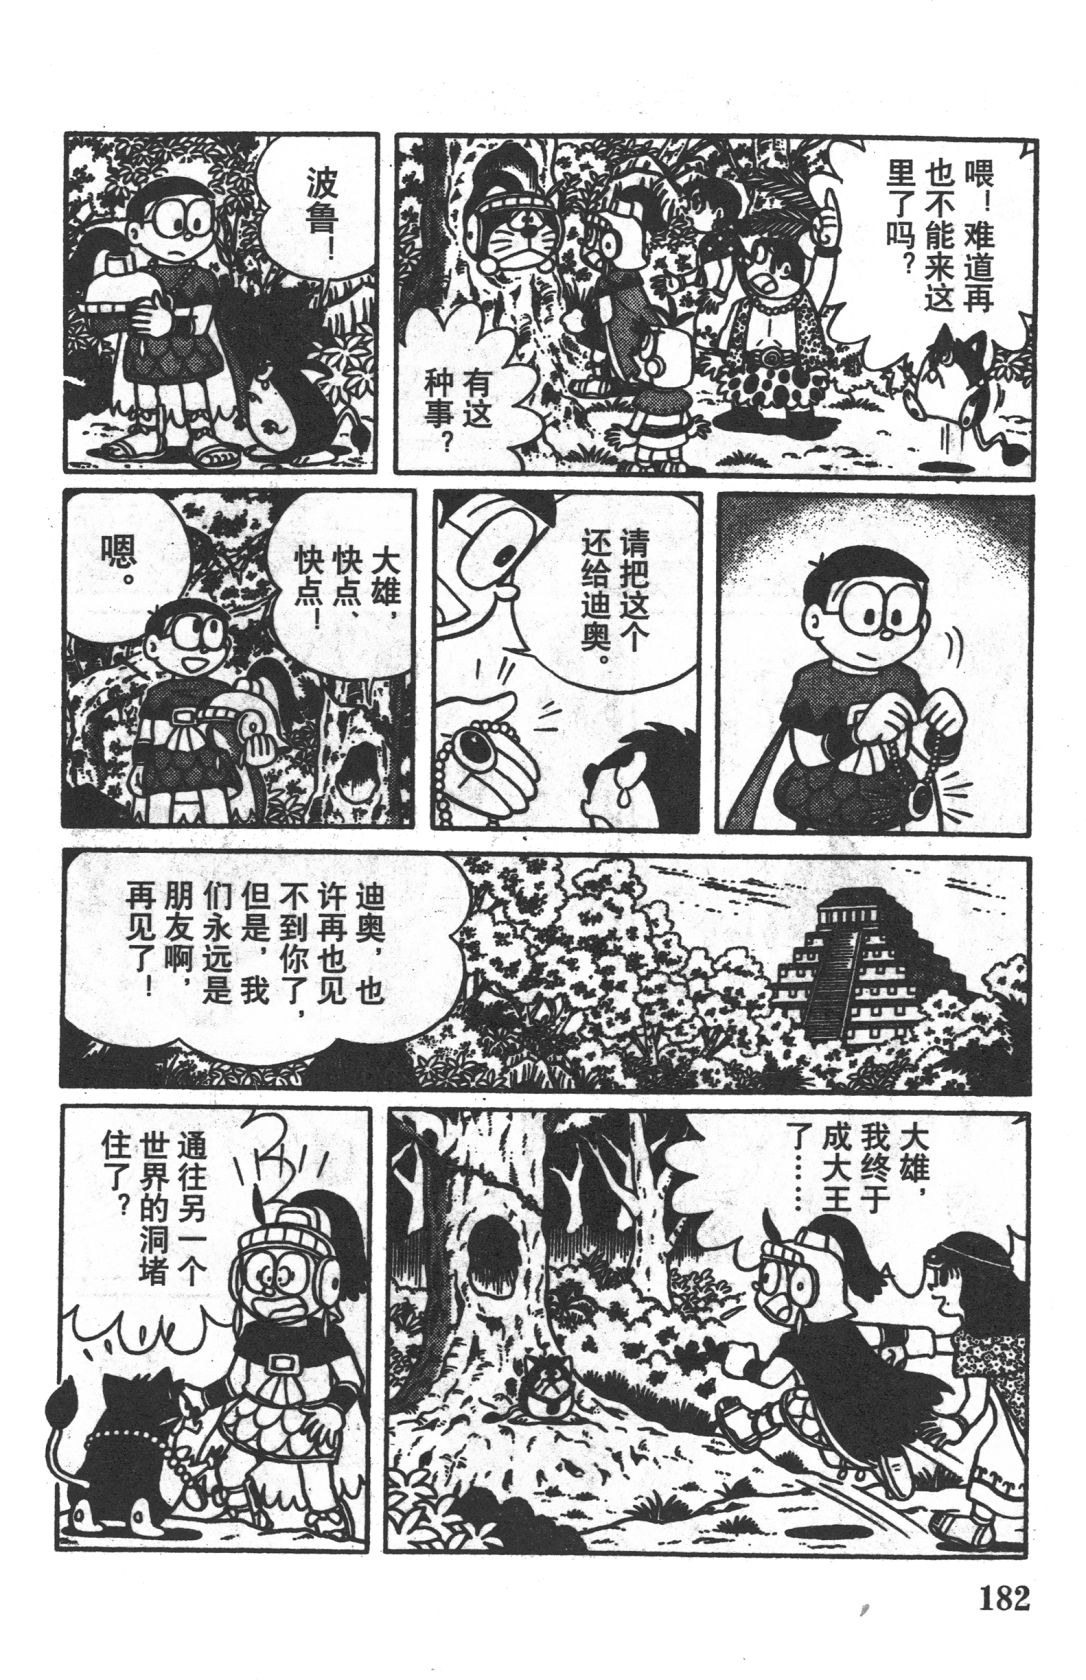 喂！难道再
也不能来这
里了吗？
有这
种事？
波鲁！
请把这个
还给迪奥。
大雄，
快点、
快点！
嗯。
迪奥，也
许再也见
不到你了，
但是，我
们永远是
朋友啊，
再见了！
大雄，
我终于
成大王
了……
通往另一个
世界的洞堵
住了？
182